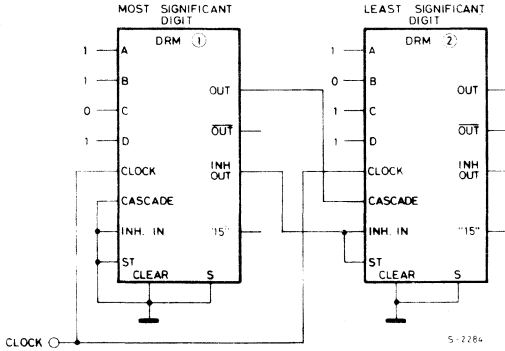 MOST SIGNIFICANT
DIGIT
DRM 1
1 A
1 B
0 C
1 D
CLOCK
CASCADE
INH. IN
ST
CLEAR S
OUT
OUT
INH
OUT
"15"
LEAST SIGNIFICANT
DIGIT
DRM 2
1 A
0 B
1 C
1 D
CLOCK
CASCADE
INH. IN
ST
CLEAR S
OUT
OUT
INH
OUT
"15"
CLOCK
S-2284